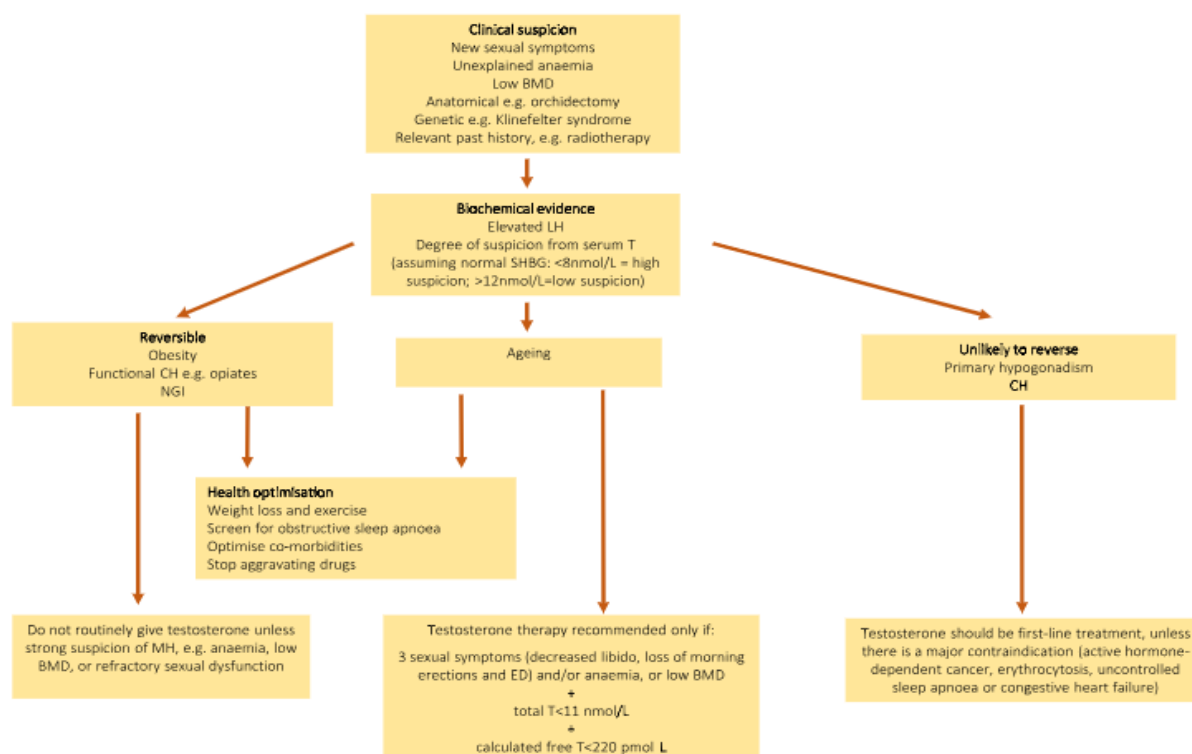 Clinical suspicion
New sexual symptoms
Unexplained anaemia
Low BMD
Anatomical e.g. orchidectomy
Genetic e.g. Klinefelter syndrome
Relevant past history, e.g. radiotherapy
Biochemical evidence
Elevated LH
Degree of suspicion from serum T
(assuming normal SHBG: <8nmol/L = high
suspicion; >12nmol/L=low suspicion)
Reversible
Obesity
Functional CH e.g. opiates
NGI
Ageing
Unlikely to reverse
Primary hypogonadism
CH
Health optimisation
Weight loss and exercise
Screen for obstructive sleep apnoea
Optimise co-morbidities
Stop aggravating drugs
Do not routinely give testosterone unless
strong suspicion of MH, e.g. anaemia, low
BMD, or refractory sexual dysfunction
Testosterone therapy recommended only if:
3 sexual symptoms (decreased libido, loss of morning
erections and ED) and/or anaemia, or low BMD
+
total T<11 nmol/L
+
calculated free T<220 pmol L
Testosterone should be first-line treatment, unless
there is a major contraindication (active hormone-
dependent cancer, erythrocytosis, uncontrolled
sleep apnoea or congestive heart failure)